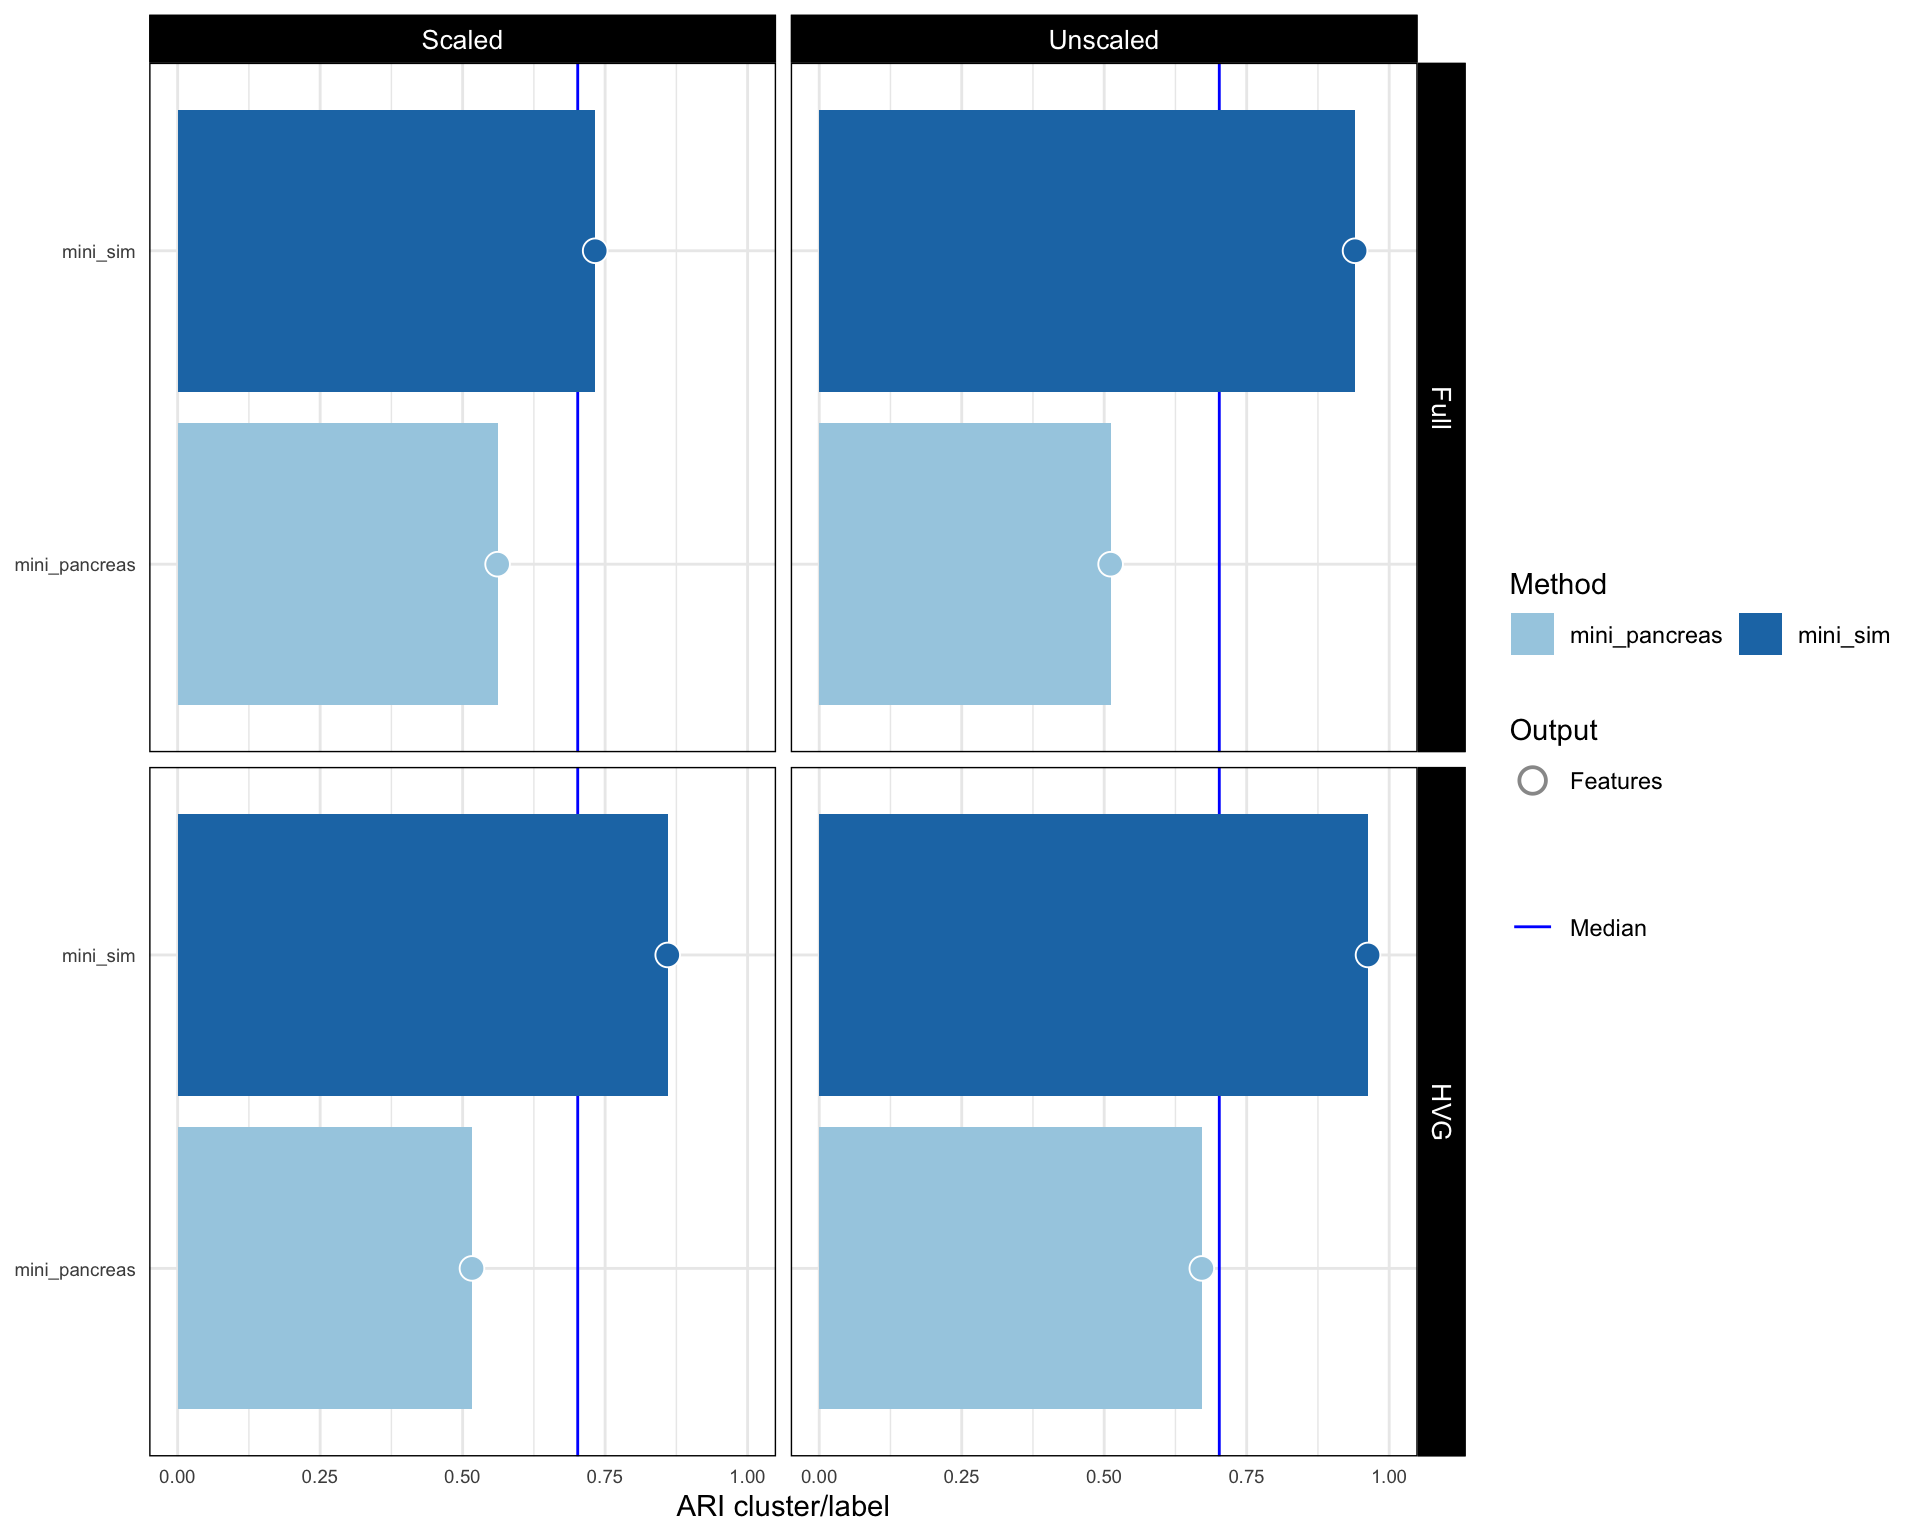 Scaled
Unscaled
mini_sim
mini_pancreas
Full
mini_sim
mini_pancreas
HVG
0.00 0.25 0.50 0.75 1.00
0.00 0.25 0.50 0.75 1.00
ARI cluster/label
Method
mini_pancreas
mini_sim
Output
Features
Median